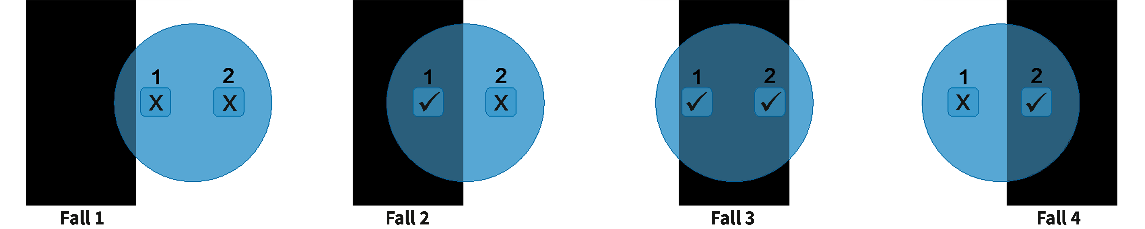 1 2
X X
Fall 1
1 2
✓ X
Fall 2
1 2
✓ ✓
Fall 3
1 2
X ✓
Fall 4